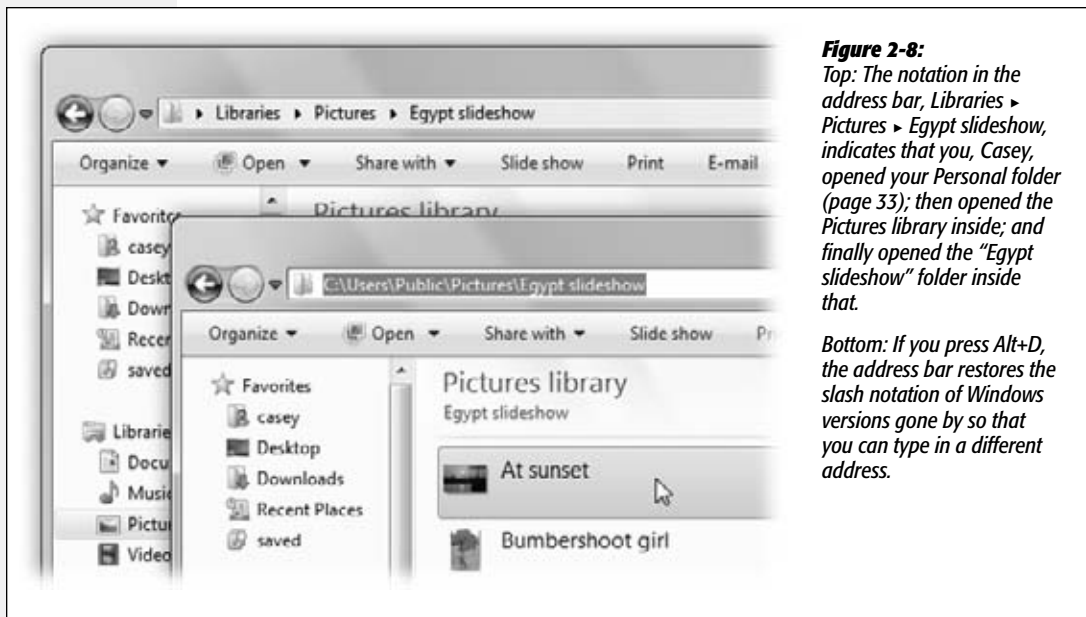 Libraries ▸ Pictures ▸ Egypt slideshow
Organize ▼ Open ▼ Share with ▼ Slide show Print E-mail
Favorites
casey
Recen
saved
Pictures library
Librarie
Docu
Music
Pictu
Video
C:\Users\Public\Pictures\Egypt slideshow
Organize ▼ Open ▼ Share with ▼ Slide show
Favorites
casey
Desktop
Downloads
Recent Places
saved
Pictures library
Egypt slideshow
At sunset
Bumbershoot girl
Figure 2-8:
Top: The notation in the
address bar, Libraries ▸
Pictures ▸ Egypt slideshow,
indicates that you, Casey,
opened your Personal folder
(page 33); then opened the
Pictures library inside; and
finally opened the “Egypt
slideshow” folder inside
that.
Bottom: If you press Alt+D,
the address bar restores the
slash notation of Windows
versions gone by so that
you can type in a different
address.